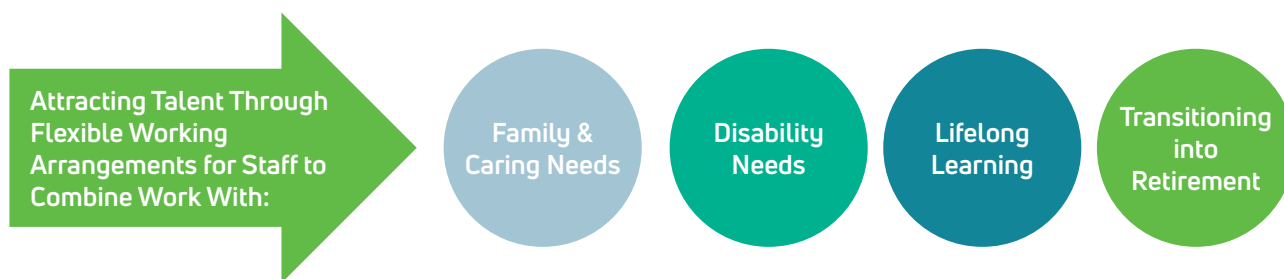 Attracting Talent Through
Flexible Working
Arrangements for Staff to
Combine Work With:
Family &
Caring Needs
Disability
Needs
Lifelong
Learning
Transitioning
into
Retirement